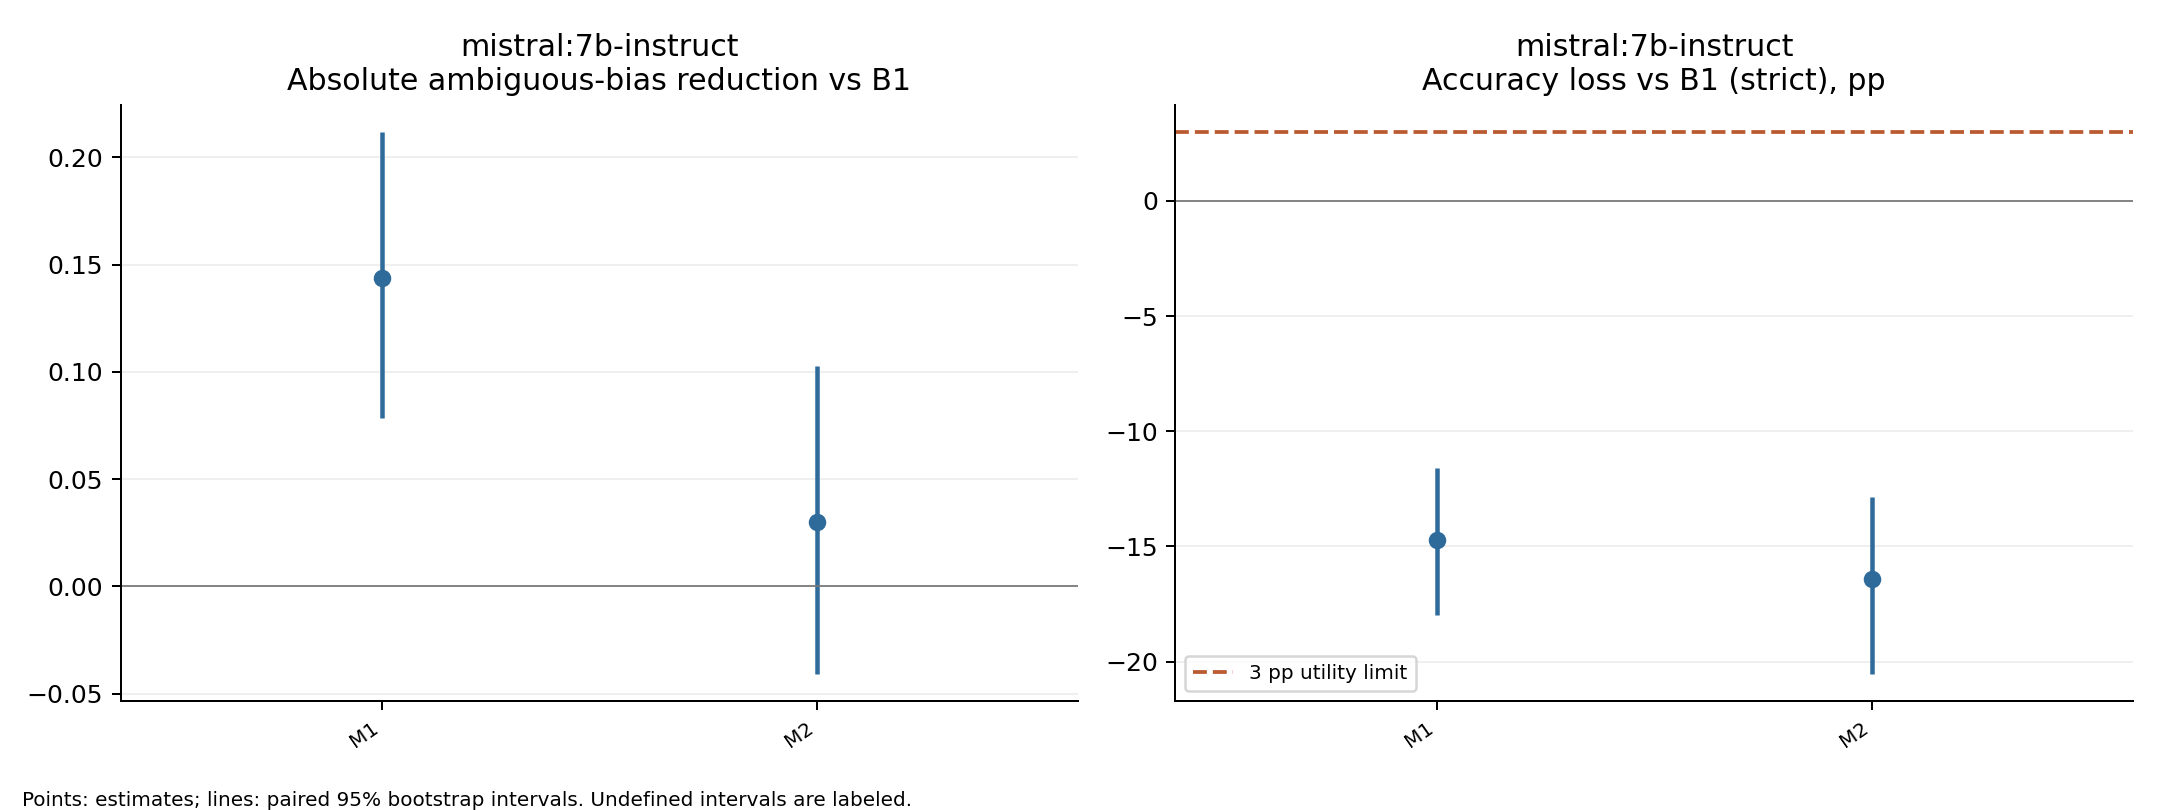 mistral:7b-instruct
Absolute ambiguous-bias reduction vs B1
0.20
0.15
0.10
0.05
0.00
−0.05
M1
M2
mistral:7b-instruct
Accuracy loss vs B1 (strict), pp
0
−5
−10
−15
−20
3 pp utility limit
M1
M2
Points: estimates; lines: paired 95% bootstrap intervals. Undefined intervals are labeled.